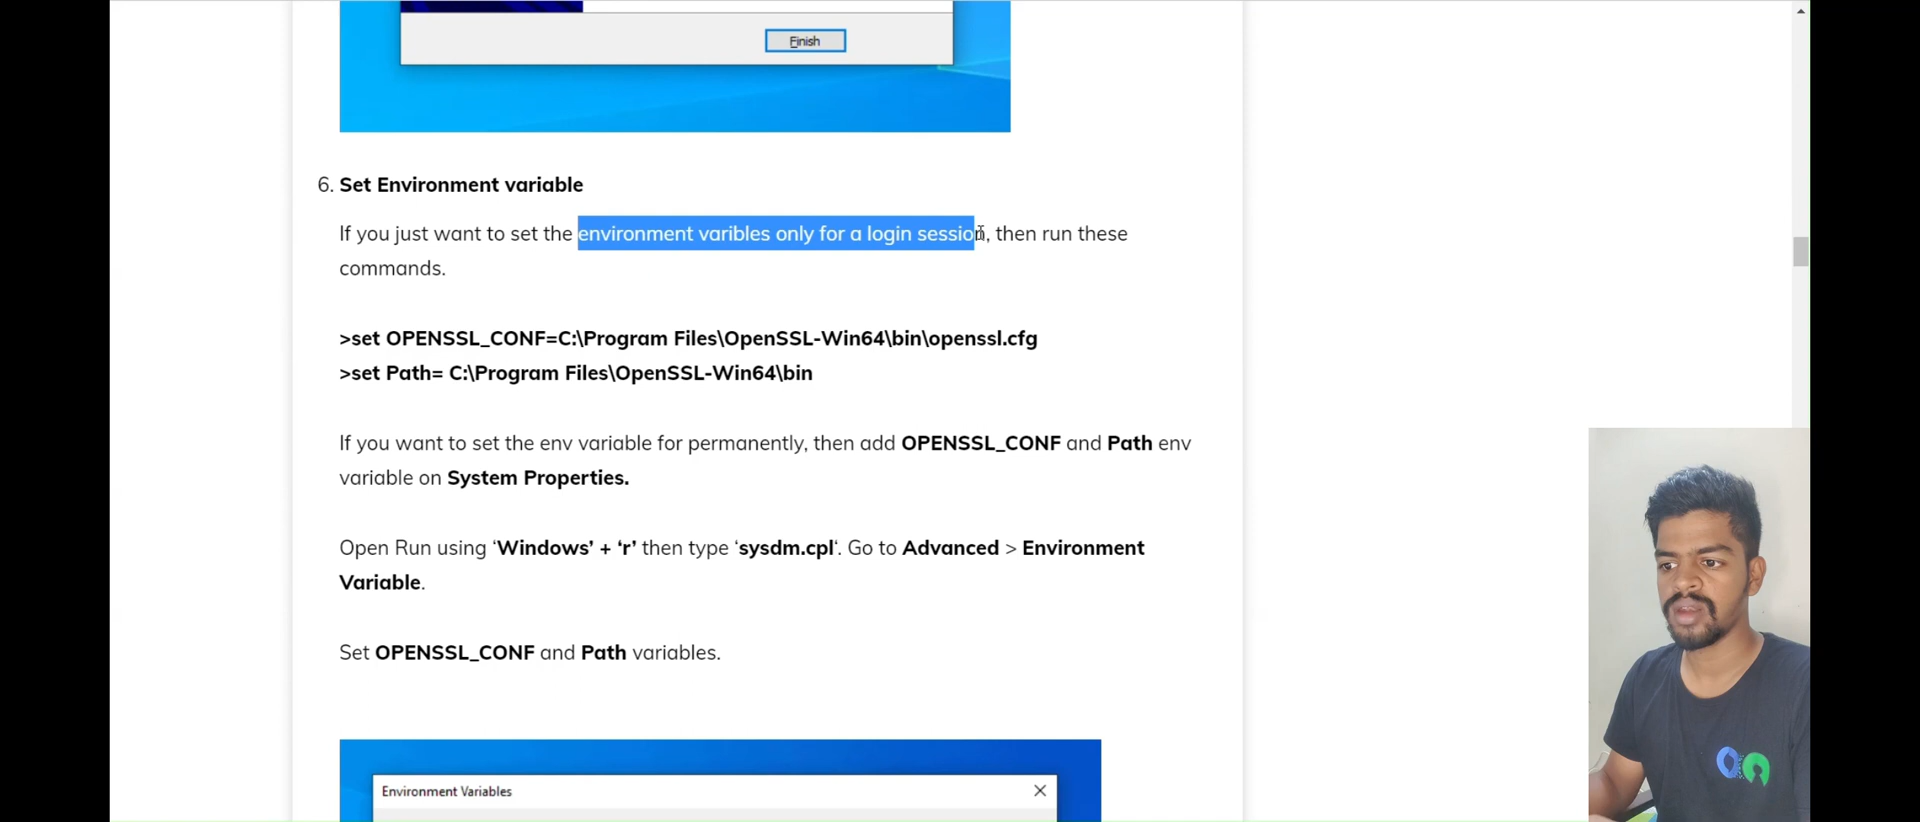 Finish
6. Set Environment variable
If you just want to set the environment varibles only for a login session, then run these
commands.
>set OPENSSL_CONF=C:\Program Files\OpenSSL-Win64\bin\openssl.cfg
>set Path= C:\Program Files\OpenSSL-Win64\bin
If you want to set the env variable for permanently, then add OPENSSL_CONF and Path env
variable on System Properties.
Open Run using ‘Windows’ + ‘r’ then type ‘sysdm.cpl‘. Go to Advanced > Environment
Variable.
Set OPENSSL_CONF and Path variables.
Environment Variables